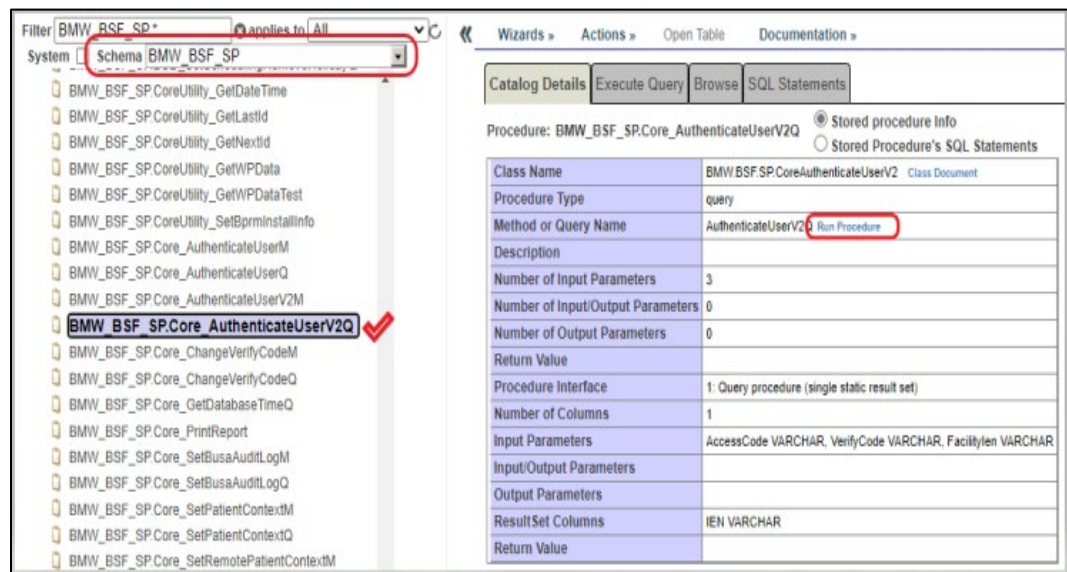 Filter BMW_BSF_SP.* applies to All
System Schema BMW_BSF_SP
BMW_BSF_SP.CoreUtility_GetDateTime
BMW_BSF_SP.CoreUtility_GetLastId
BMW_BSF_SP.CoreUtility_GetNextId
BMW_BSF_SP.CoreUtility_GetWPData
BMW_BSF_SP.CoreUtility_GetWPDataTest
BMW_BSF_SP.CoreUtility_SetBprmInstallInfo
BMW_BSF_SP.Core_AuthenticateUserM
BMW_BSF_SP.Core_AuthenticateUserQ
BMW_BSF_SP.Core_AuthenticateUserV2M
BMW_BSF_SP.Core_AuthenticateUserV2Q
BMW_BSF_SP.Core_ChangeVerifyCodeM
BMW_BSF_SP.Core_ChangeVerifyCodeQ
BMW_BSF_SP.Core_GetDatabaseTimeQ
BMW_BSF_SP.Core_PrintReport
BMW_BSF_SP.Core_SetBusaAuditLogM
BMW_BSF_SP.Core_SetBusaAuditLogQ
BMW_BSF_SP.Core_SetPatientContextM
BMW_BSF_SP.Core_SetPatientContextQ
BMW_BSF_SP.Core_SetRemotePatientContextM
Wizards » Actions » Open Table Documentation »
Catalog Details Execute Query Browse SQL Statements
Procedure: BMW_BSF_SP.Core_AuthenticateUserV2Q
Stored procedure Info
Stored Procedure's SQL Statements
Class Name BMW.BSF.SP.CoreAuthenticateUserV2 Class Document
Procedure Type query
Method or Query Name AuthenticateUserV2Q Run Procedure
Description
Number of Input Parameters 3
Number of Input/Output Parameters 0
Number of Output Parameters 0
Return Value
Procedure Interface 1: Query procedure (single static result set)
Number of Columns 1
Input Parameters AccessCode VARCHAR, VerifyCode VARCHAR, FacilityIen VARCHAR
Input/Output Parameters
Output Parameters
ResultSet Columns IEN VARCHAR
Return Value